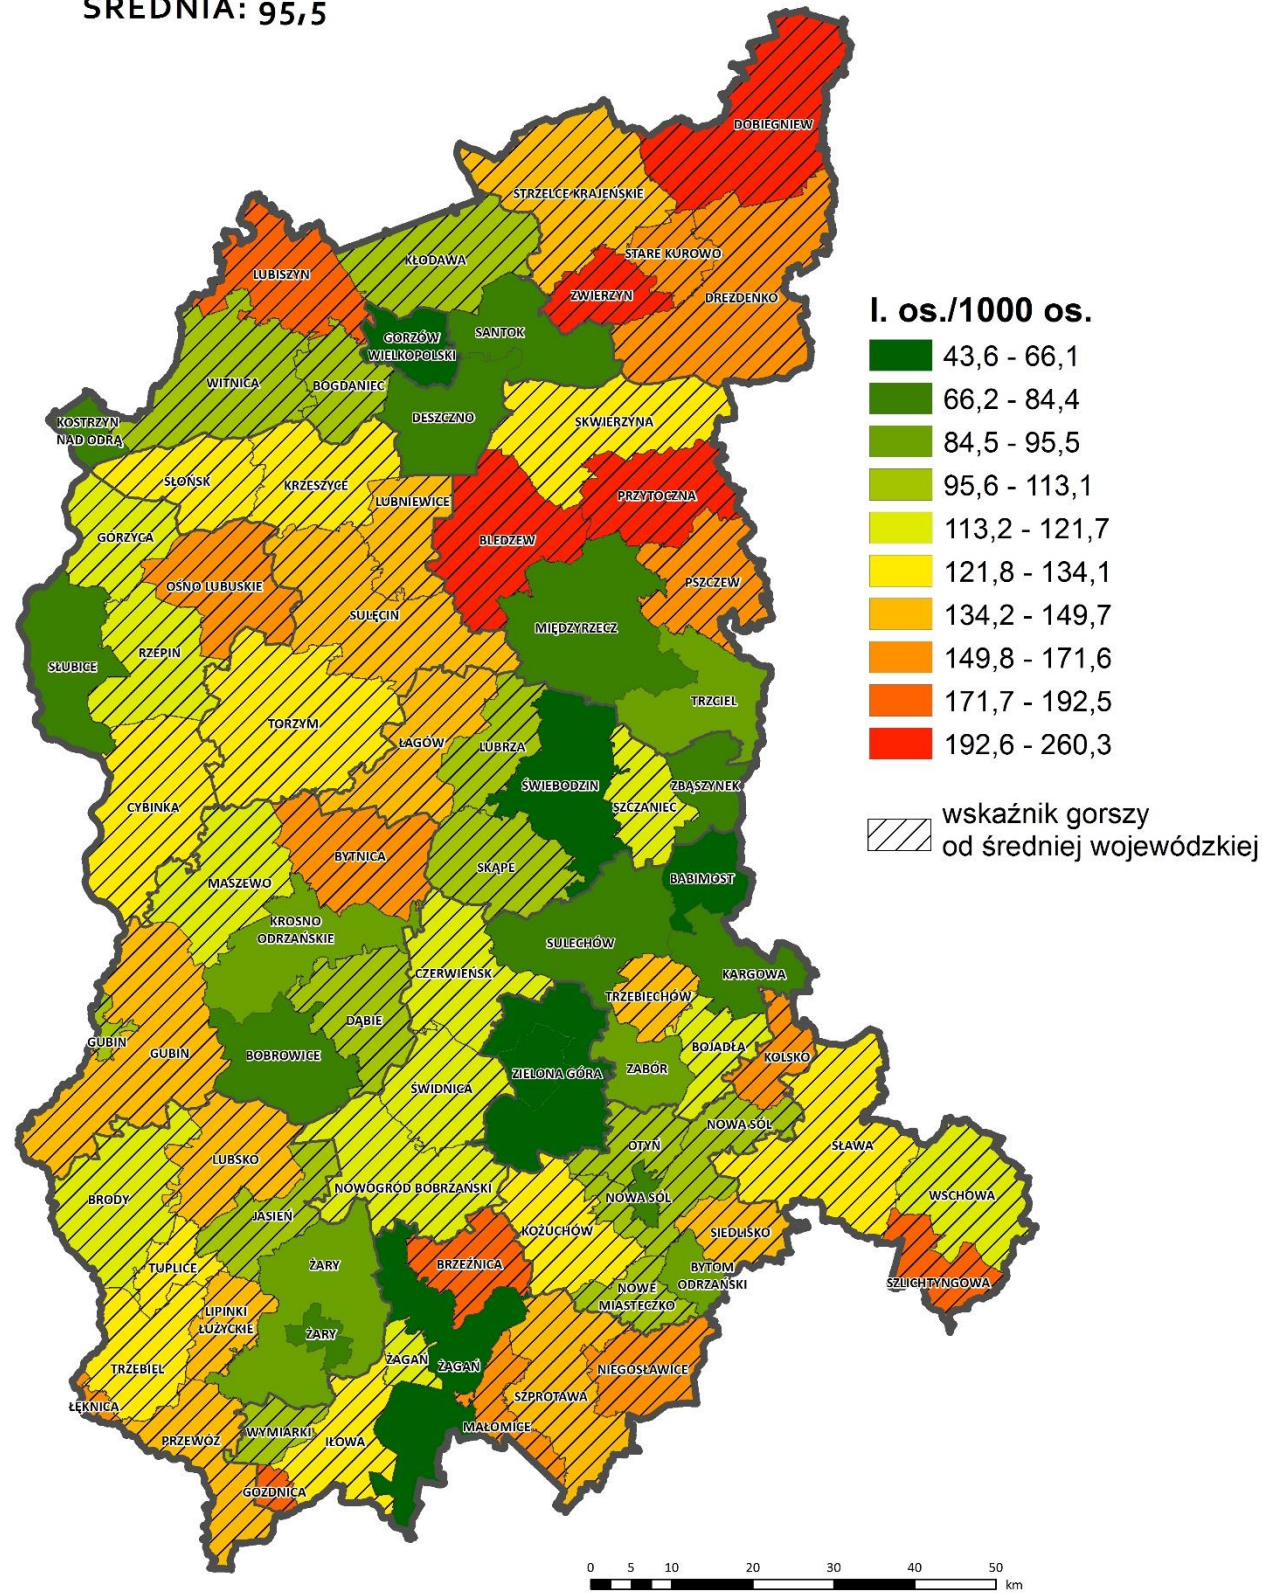 ŚREDNIA: 95,5
DOBIEGNIEW
STRZELCE KRAJEŃSKIE
STARE KUROWO
KŁODAWA
LUBISZYN
ZWIERZYN
DREZDENKO
GORZÓW
WIELKOPOLSKI
SANTOK
WITNICA
BOGDANIEC
DESZCZNO
SKWIERZYNA
KOSTRZYN
NAD ODRĄ
SŁOŃSK
KRZESZYCE
LUBNIEWICE
PRZYTOCZNA
GÓRZYCA
BLEDZEW
OŚNO LUBUSKIE
PSZCZEW
SULĘCIN
MIĘDZYRZECZ
RZEPIN
SŁUBICE
TRZCIEL
TORZYM
ŁAGÓW
LUBRZA
ŚWIEBODZIN
ZBĄSZYNEK
CYBINKA
SZCZANIEC
BYTNICA
SKĄPE
BABIMOST
MASZEWO
KROSNO
ODRZAŃSKIE
SULECHÓW
CZERWIEŃSK
KARGOWA
TRZEBIECHÓW
DĄBIE
GUBIN
GUBIN
BOBROWICE
BOJADŁA
KOLSKO
ZABÓR
ZIELONA GÓRA
ŚWIDNICA
NOWA SÓL
OTYŃ
SŁAWA
LUBSKO
BRODY
NOWOGRÓD BOBRZAŃSKI
NOWA SÓL
WSCHOWA
JASIEŃ
KOŻUCHÓW
SIEDLISKO
TUPLICE
ŻARY
BRZEŹNICA
BYTOM
ODRZAŃSKI
SZLICHTYNGOWA
NOWE
MIASTECZKO
LIPINKI
ŁUŻYCKIE
ŻARY
ŻAGAŃ
ŻAGAŃ
TRZEBIEL
NIEGOSŁAWICE
SZPROTAWA
ŁĘKNICA
MAŁOMICE
PRZEWÓZ
WYMIARKI
IŁOWA
GOZDNICA
l. os./1000 os.
43,6 - 66,1
66,2 - 84,4
84,5 - 95,5
95,6 - 113,1
113,2 - 121,7
121,8 - 134,1
134,2 - 149,7
149,8 - 171,6
171,7 - 192,5
192,6 - 260,3
wskaźnik gorszy
od średniej wojewódzkiej
0 5 10 20 30 40 50
km